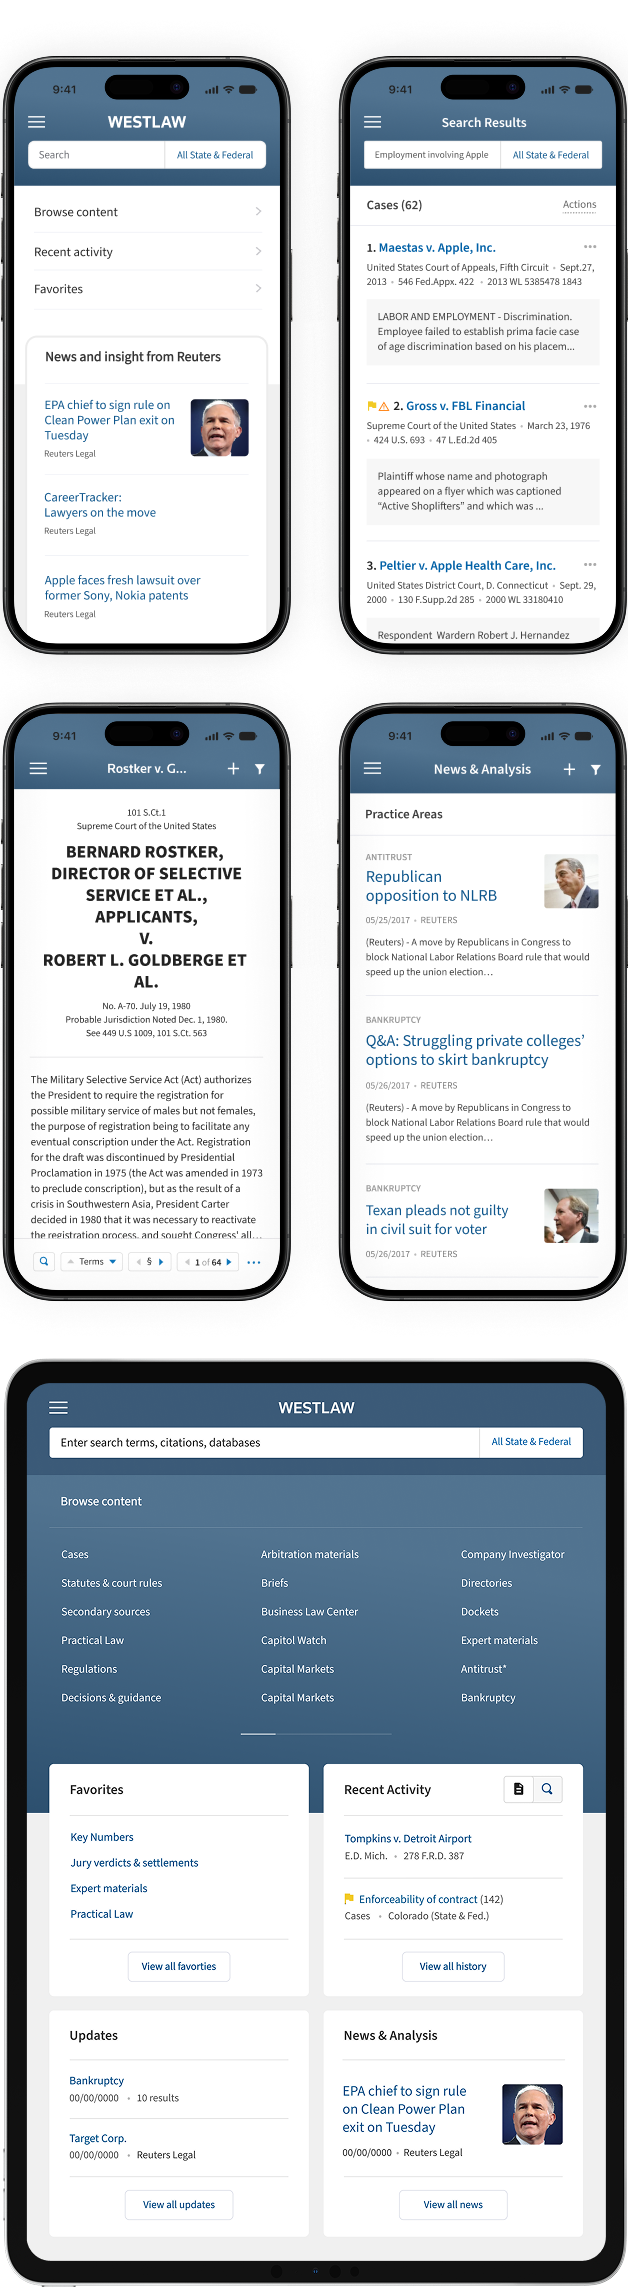 9:41
WESTLAW
Search
All State & Federal
Browse content
Recent activity
Favorites
News and insight from Reuters
EPA chief to sign rule on
Clean Power Plan exit on
Tuesday
Reuters Legal
CareerTracker:
Lawyers on the move
Reuters Legal
Apple faces fresh lawsuit over
former Sony, Nokia patents
Reuters Legal
9:41
Search Results
Employment involving Apple
All State & Federal
Cases (62)
Actions
1. Maestas v. Apple, Inc.
United States Court of Appeals, Fifth Circuit • Sept.27,
2013 • 546 Fed.Appx. 422 • 2013 WL 5385478 1843
LABOR AND EMPLOYMENT - Discrimination.
Employee failed to establish prima facie case
of age discrimination based on his placem...
2. Gross v. FBL Financial
Supreme Court of the United States • March 23, 1976
• 424 U.S. 693 • 47 L.Ed.2d 405
Plaintiff whose name and photograph
appeared on a flyer which was captioned
“Active Shoplifters” and which was ...
3. Peltier v. Apple Health Care, Inc.
United States District Court, D. Connecticut • Sept. 29,
2000 • 130 F.Supp.2d 285 • 2000 WL 33180410
Respondent Wardern Robert J. Hernandez
9:41
Rostker v. G...
101 S.Ct.1
Supreme Court of the United States
BERNARD ROSTKER,
DIRECTOR OF SELECTIVE
SERVICE ET AL.,
APPLICANTS,
V.
ROBERT L. GOLDBERGE ET
AL.
No. A-70. July 19, 1980
Probable Jurisdiction Noted Dec. 1, 1980.
See 449 U.S 1009, 101 S.Ct. 563
The Military Selective Service Act (Act) authorizes
the President to require the registration for
possible military service of males but not females,
the purpose of registration being to facilitate any
eventual conscription under the Act. Registration
for the draft was discontinued by Presidential
Proclamation in 1975 (the Act was amended in 1973
to preclude conscription), but as the result of a
crisis in Southwestern Asia, President Carter
decided in 1980 that it was necessary to reactivate
the registration process, and sought Congress' all...
Terms
§
1 of 64
9:41
News & Analysis
Practice Areas
ANTITRUST
Republican
opposition to NLRB
05/25/2017 • REUTERS
(Reuters) - A move by Republicans in Congress to
block National Labor Relations Board rule that would
speed up the union election...
BANKRUPTCY
Q&A: Struggling private colleges’
options to skirt bankruptcy
05/26/2017 • REUTERS
(Reuters) - A move by Republicans in Congress to
block National Labor Relations Board rule that would
speed up the union election...
BANKRUPTCY
Texan pleads not guilty
in civil suit for voter
05/26/2017 • REUTERS
WESTLAW
Enter search terms, citations, databases
All State & Federal
Browse content
Cases
Arbitration materials
Company Investigator
Statutes & court rules
Briefs
Directories
Secondary sources
Business Law Center
Dockets
Practical Law
Capitol Watch
Expert materials
Regulations
Capital Markets
Antitrust*
Decisions & guidance
Capital Markets
Bankruptcy
Favorites
Key Numbers
Jury verdicts & settlements
Expert materials
Practical Law
View all favorties
Recent Activity
Tompkins v. Detroit Airport
E.D. Mich. • 278 F.R.D. 387
Enforceability of contract (142)
Cases • Colorado (State & Fed.)
View all history
Updates
Bankruptcy
00/00/0000 • 10 results
Target Corp.
00/00/0000 • Reuters Legal
View all updates
News & Analysis
EPA chief to sign rule
on Clean Power Plan
exit on Tuesday
00/00/0000 • Reuters Legal
View all news